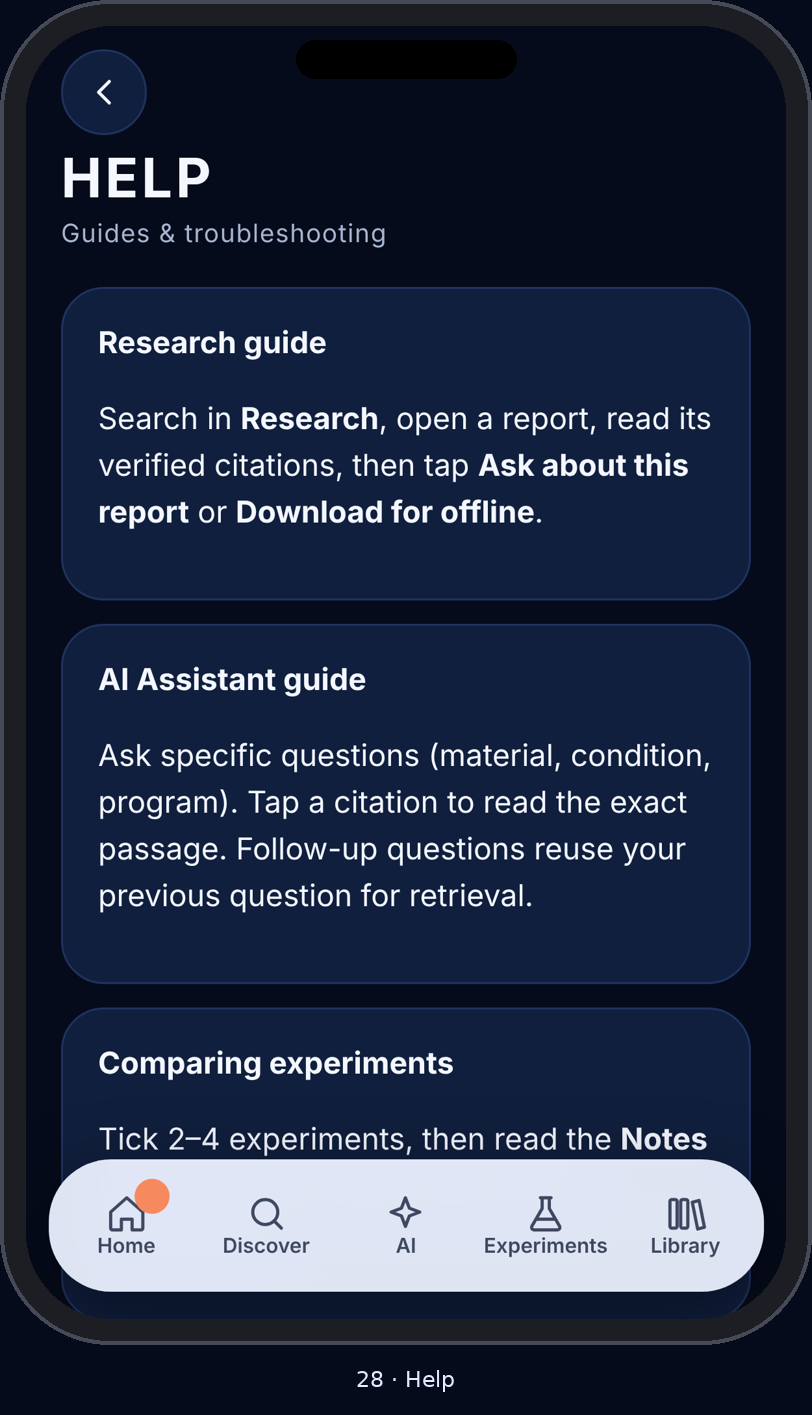 HELP
Guides & troubleshooting
Research guide
Search in Research, open a report, read its
verified citations, then tap Ask about this
report or Download for offline.
AI Assistant guide
Ask specific questions (material, condition,
program). Tap a citation to read the exact
passage. Follow-up questions reuse your
previous question for retrieval.
Comparing experiments
Tick 2–4 experiments, then read the Notes
Home
Discover
AI
Experiments
Library
28 · Help